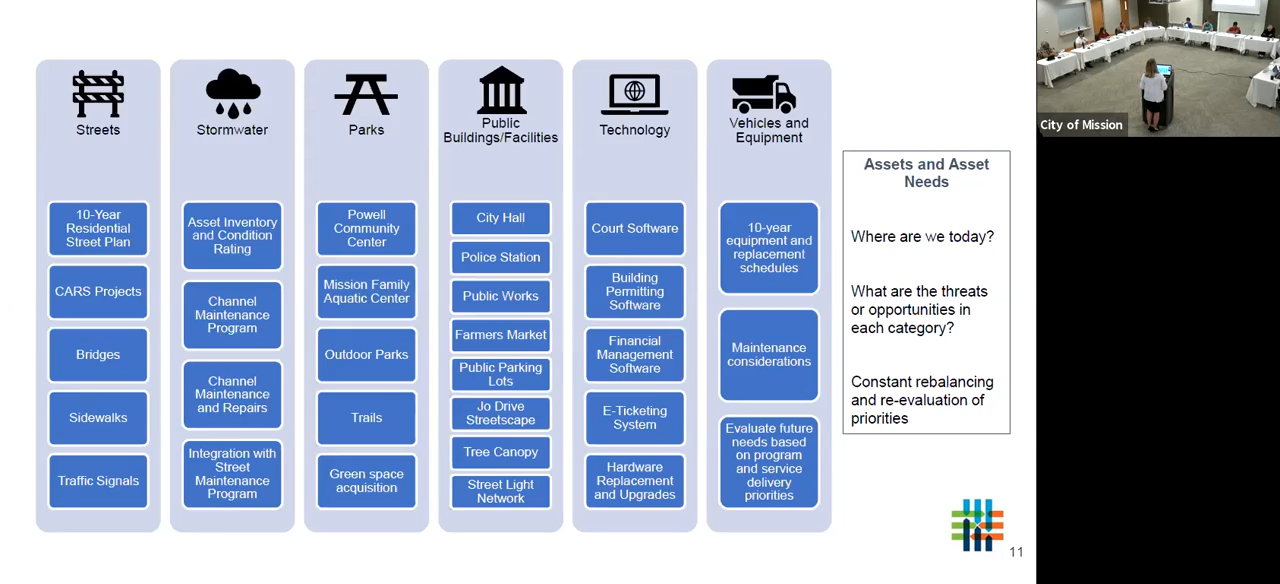 Streets
10-Year
Residential
Street Plan
CARS Projects
Bridges
Sidewalks
Traffic Signals
Stormwater
Asset Inventory
and Condition
Rating
Channel
Maintenance
Program
Channel
Maintenance
and Repairs
Integration with
Street
Maintenance
Program
Parks
Powell
Community
Center
Mission Family
Aquatic Center
Outdoor Parks
Trails
Green space
acquisition
Public
Buildings/Facilities
City Hall
Police Station
Public Works
Farmers Market
Public Parking
Lots
Jo Drive
Streetscape
Tree Canopy
Street Light
Network
Technology
Court Software
Building
Permitting
Software
Financial
Management
Software
E-Ticketing
System
Hardware
Replacement
and Upgrades
Vehicles and
Equipment
10-year
equipment and
replacement
schedules
Maintenance
considerations
Evaluate future
needs based
on program
and service
delivery
priorities
Assets and Asset
Needs
Where are we today?
What are the threats
or opportunities in
each category?
Constant rebalancing
and re-evaluation of
priorities
11
City of Mission